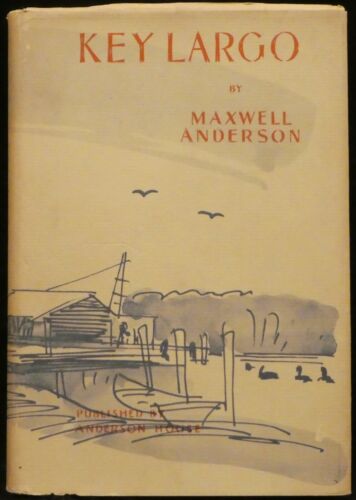 KEY LARGO
BY
MAXWELL
ANDERSON
PUBLISHED BY
ANDERSON HOUSE